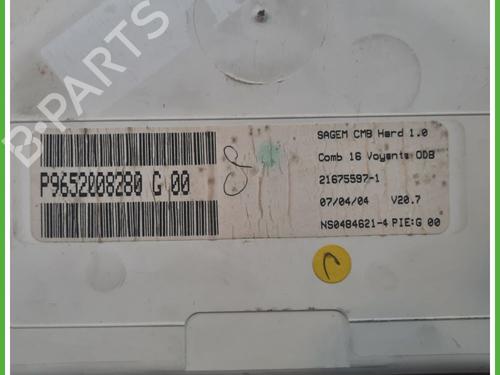 B-PARTS
P9652008280 G 00
SAGEM CMB Hard 1.0
Comb 16 Voyants ODB
21675597-1
07/04/04 V20.7
NS0484621-4 PIE:G 00